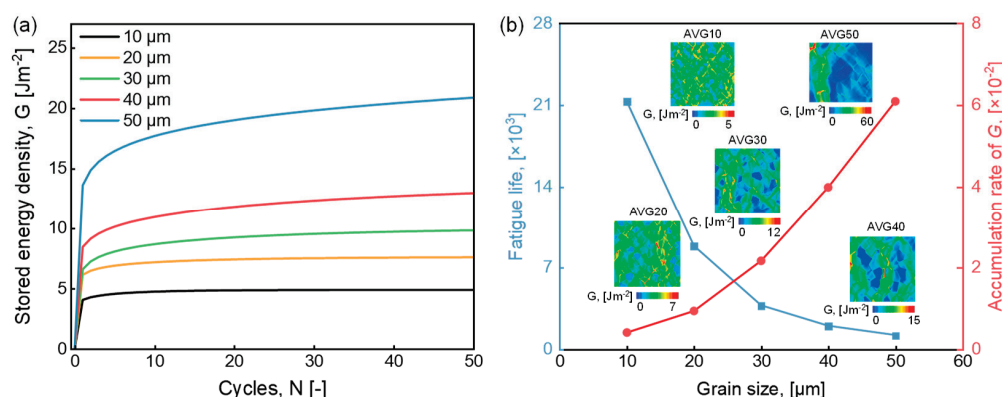 (a)
10 μm
20 μm
30 μm
40 μm
50 μm
Stored energy density, G [Jm⁻²]
25
20
15
10
5
0
0 10 20 30 40 50
Cycles, N [-]
(b)
Fatigue life, [×10³]
28
21
14
7
0
AVG10
G, [Jm⁻²]
0 5
AVG50
G, [Jm⁻²]
0 60
AVG30
G, [Jm⁻²]
0 12
AVG20
G, [Jm⁻²]
0 7
AVG40
G, [Jm⁻²]
0 15
8
6
4
2
0
Accumulation rate of G, [×10⁻²]
0 10 20 30 40 50 60
Grain size, [μm]